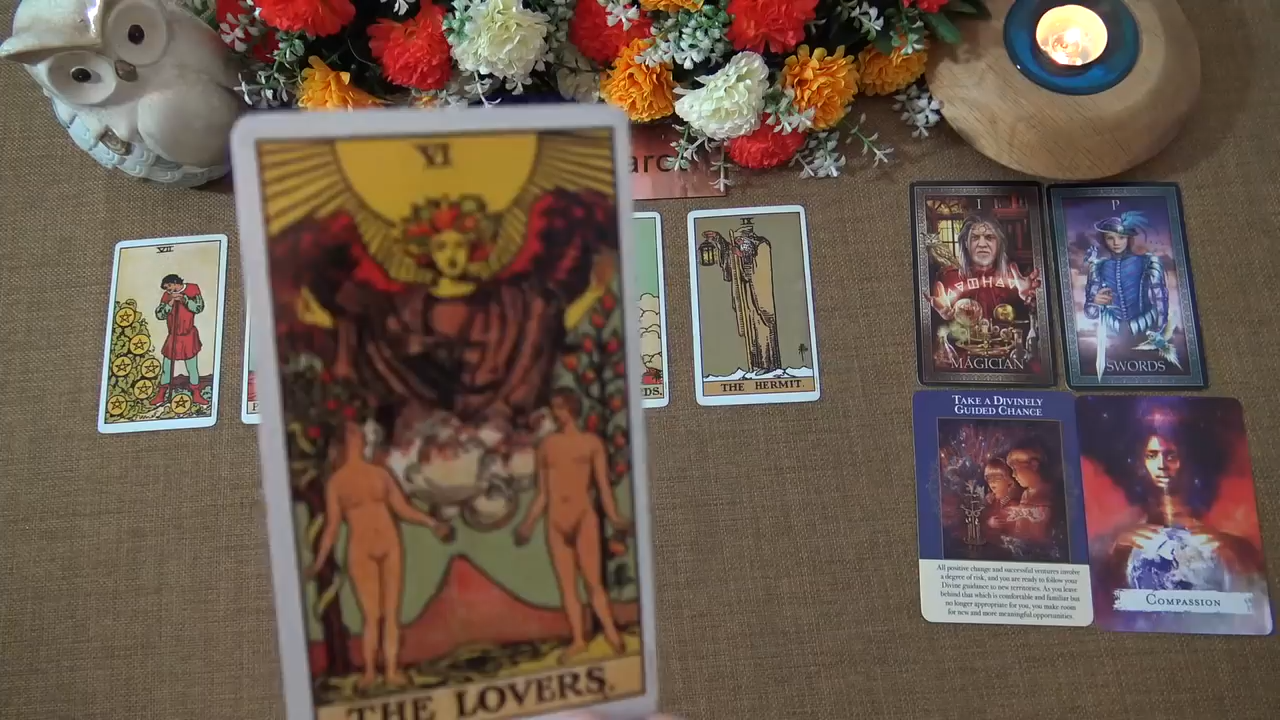 VI
arc
VII
P
DS.
IX
THE HERMIT.
I
MAGICIAN
P
SWORDS
TAKE A DIVINELY
GUIDED CHANCE
All positive change and successful ventures involve
a degree of risk, and you are ready to follow your
Divine guidance to new territories. As you leave
behind that which is comfortable and familiar but
no longer appropriate for you, you make room
for new and more meaningful opportunities.
COMPASSION
THE LOVERS.